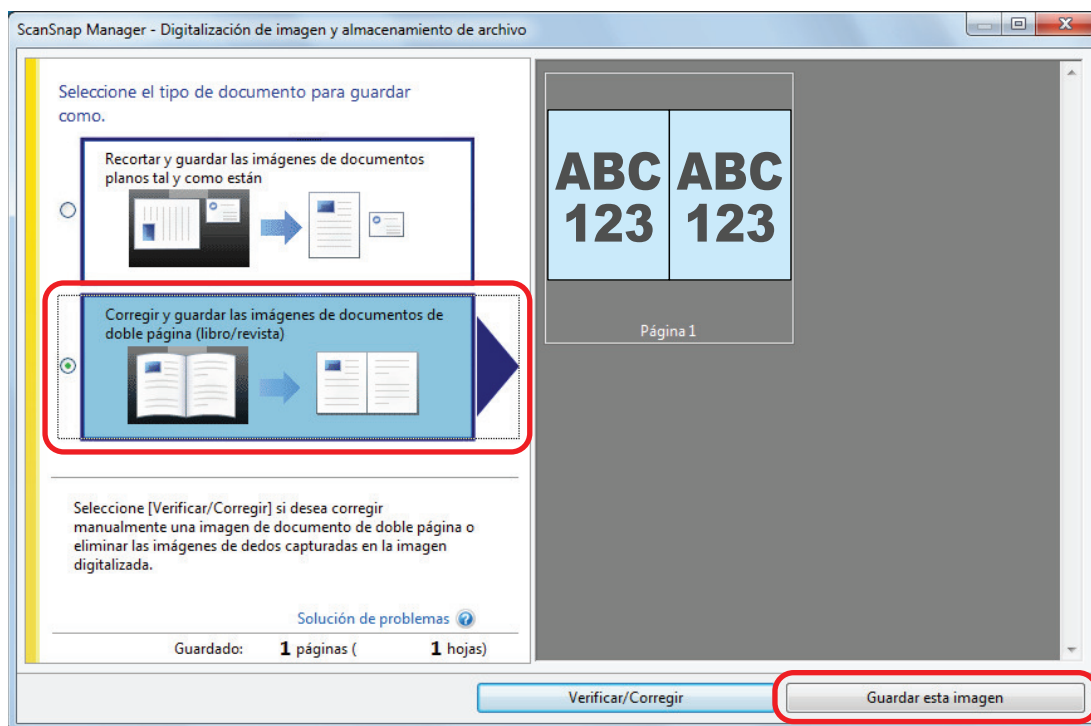 ScanSnap Manager - Digitalización de imagen y almacenamiento de archivo
Seleccione el tipo de documento para guardar
como.
Recortar y guardar las imágenes de documentos
planos tal y como están
Corregir y guardar las imágenes de documentos de
doble página (libro/revista)
Seleccione [Verificar/Corregir] si desea corregir
manualmente una imagen de documento de doble página o
eliminar las imágenes de dedos capturadas en la imagen
digitalizada.
Solución de problemas ?
Guardado: 1 páginas ( 1 hojas)
ABC ABC
123 123
Página 1
Verificar/Corregir Guardar esta imagen